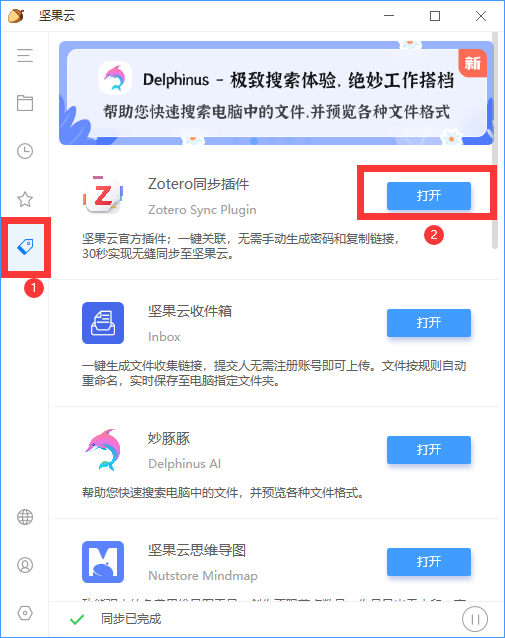 坚果云
Delphinus - 极致搜索体验, 绝妙工作搭档
新
帮助您快速搜索电脑中的文件,并预览各种文件格式
Zotero同步插件
打开
Zotero Sync Plugin
2
坚果云官方插件；一键关联，无需手动生成密码和复制链接，
30秒实现无缝同步至坚果云。
1
坚果云收件箱
打开
Inbox
一键生成文件收集链接，提交人无需注册账号即可上传。文件按规则自动
重命名，实时保存至电脑指定文件夹。
妙豚豚
打开
Delphinus AI
帮助您快速搜索电脑中的文件，并预览各种文件格式。
坚果云思维导图
打开
Nutstore Mindmap
同步已完成